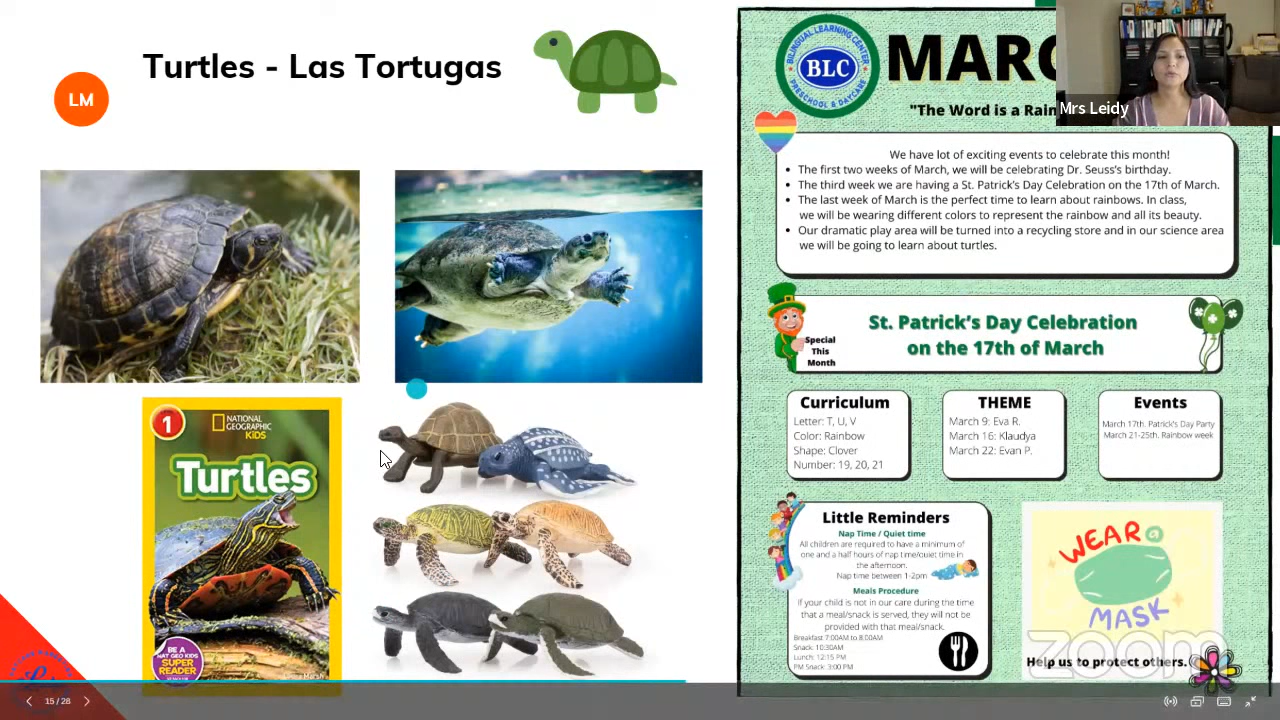 Turtles - Las Tortugas
LM
1
NATIONAL
GEOGRAPHIC
KiDS
Turtles
BE A
NAT GEO KIDS
SUPER
READER
15 / 28
BILINGUAL LEARNING CENTER
BLC
PRESCHOOL & DAYCARE
MARC
"The Word is a Rain
Mrs Leidy
We have lot of exciting events to celebrate this month!
The first two weeks of March, we will be celebrating Dr. Seuss's birthday.
The third week we are having a St. Patrick's Day Celebration on the 17th of March.
The last week of March is the perfect time to learn about rainbows. In class,
we will be wearing different colors to represent the rainbow and all its beauty.
Our dramatic play area will be turned into a recycling store and in our science area
we will be going to learn about turtles.
Special
This
Month
St. Patrick's Day Celebration
on the 17th of March
Curriculum
Letter: T, U, V
Color: Rainbow
Shape: Clover
Number: 19, 20, 21
THEME
March 9: Eva R.
March 16: Klaudya
March 22: Evan P.
Events
March 17th. Patrick's Day Party
March 21-25th. Rainbow week
Little Reminders
Nap Time / Quiet time
All children are required to have a minimum of
one and a half hours of nap time/quiet time in
the afternoon.
Nap time between 1-2pm
Meals Procedure
If your child is not in our care during the time
that a meal/snack is served, they will not be
provided with that meal/snack.
Breakfast 7:00AM to 8:00AM
Snack: 10:30AM
Lunch: 12:15 PM
PM Snack: 3:00 PM
WEAR a
MASK
Help us to protect others.
zoom